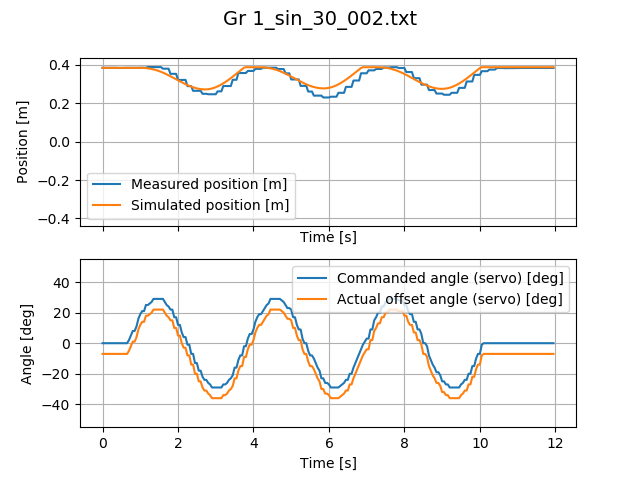 Gr 1_sin_30_002.txt
0.4
0.2
0.0
−0.2
−0.4
Position [m]
Measured position [m]
Simulated position [m]
Time [s]
40
20
0
−20
−40
Angle [deg]
Commanded angle (servo) [deg]
Actual offset angle (servo) [deg]
0 2 4 6 8 10 12
Time [s]